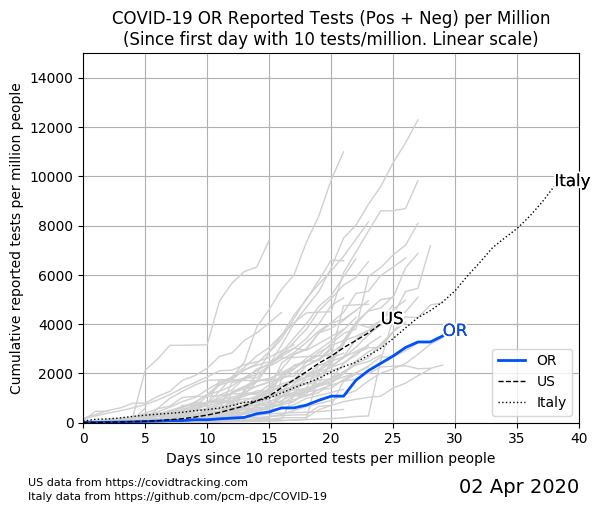 COVID-19 OR Reported Tests (Pos + Neg) per Million
(Since first day with 10 tests/million. Linear scale)
Cumulative reported tests per million people
14000
12000
10000
8000
6000
4000
2000
0
Italy
US
OR
OR
US
Italy
0 5 10 15 20 25 30 35 40
Days since 10 reported tests per million people
US data from https://covidtracking.com
Italy data from https://github.com/pcm-dpc/COVID-19
02 Apr 2020